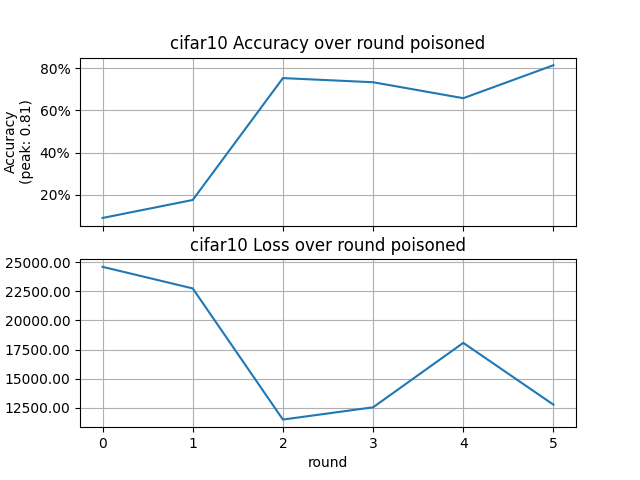 cifar10 Accuracy over round poisoned
80%
60%
40%
20%
Accuracy
(peak: 0.81)
cifar10 Loss over round poisoned
25000.00
22500.00
20000.00
17500.00
15000.00
12500.00
0 1 2 3 4 5
round